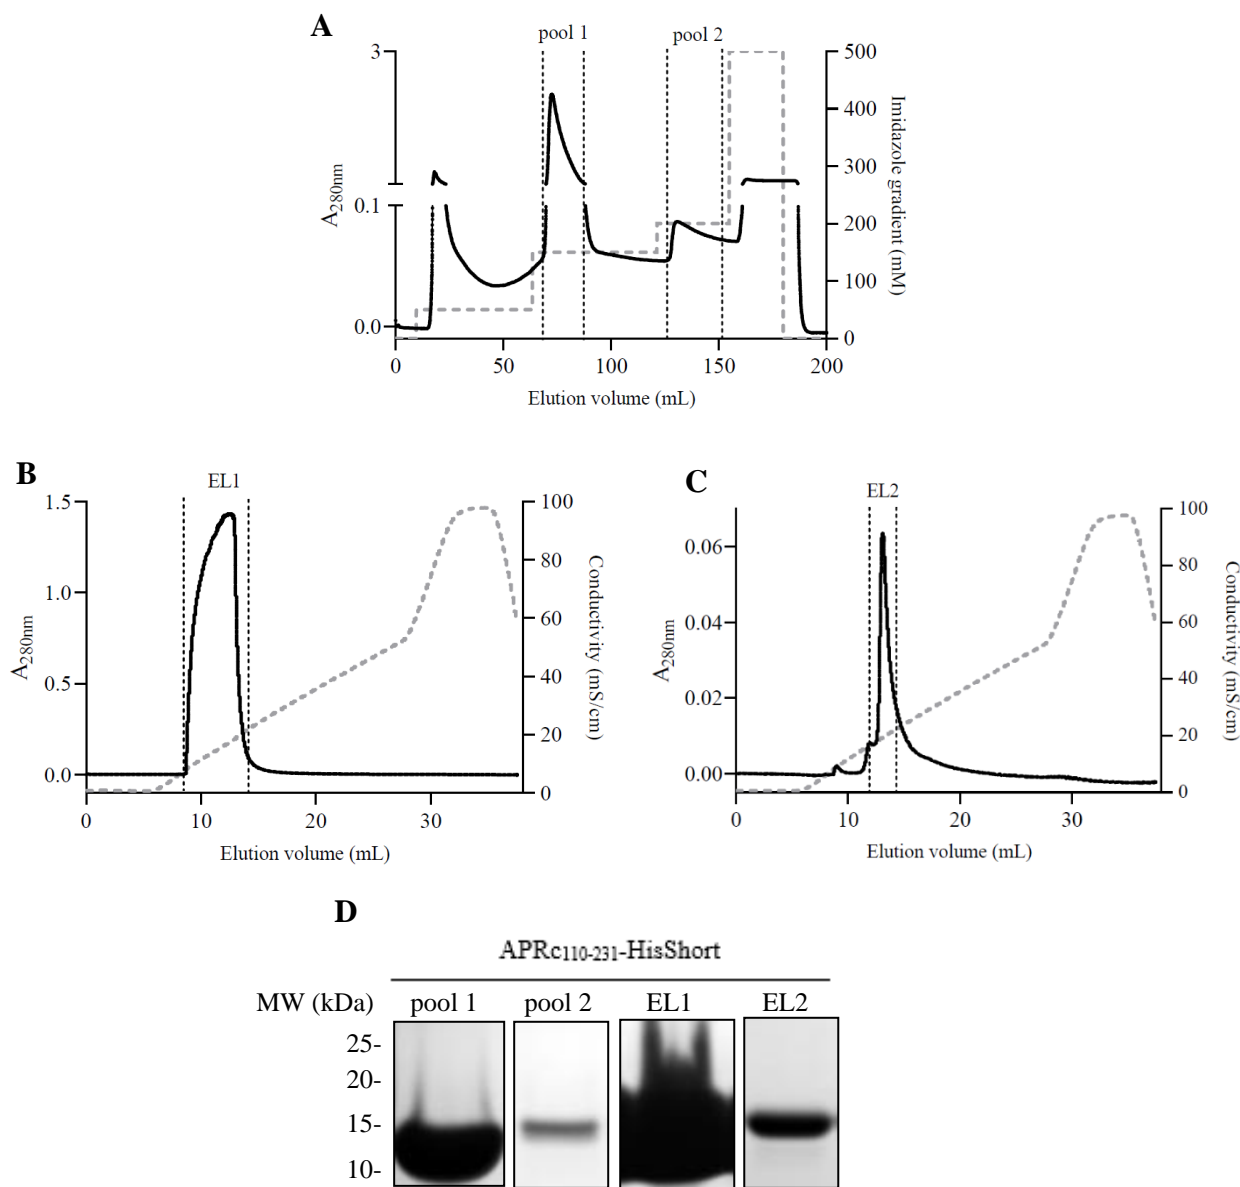 A
pool 1
pool 2
3
0.1
0.0
A280nm
500
400
300
200
100
0
Imidazole gradient (mM)
0
50
100
150
200
Elution volume (mL)
B
EL1
1.5
1.0
0.5
0.0
A280nm
100
80
60
40
20
0
Conductivity (mS/cm)
0
10
20
30
Elution volume (mL)
C
EL2
0.06
0.04
0.02
0.00
A280nm
100
80
60
40
20
0
Conductivity (mS/cm)
0
10
20
30
Elution volume (mL)
D
APRc110-231-HisShort
MW (kDa) pool 1 pool 2 EL1 EL2
25-
20-
15-
10-